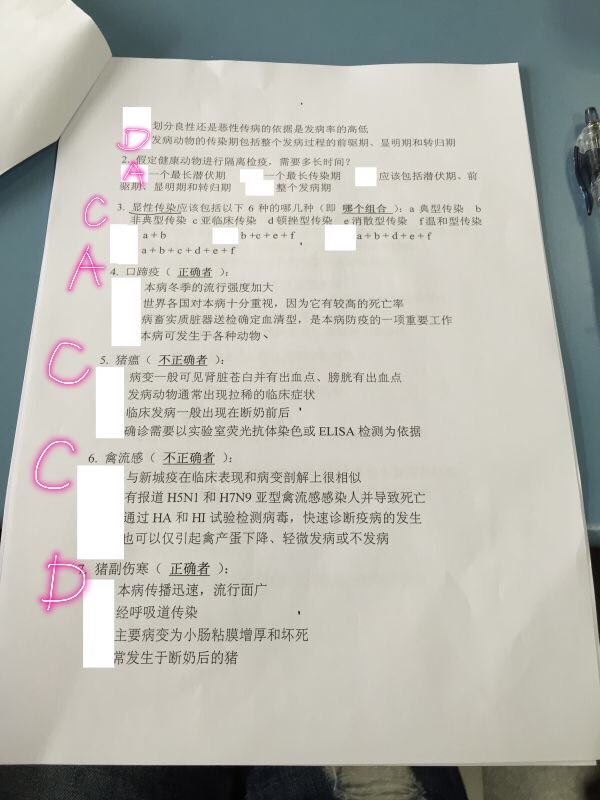 划分良性还是恶性传病的依据是发病率的高低
D 发病动物的传染期包括整个发病过程的前驱期、显明期和转归期
2. 假定健康动物进行隔离检疫，需要多长时间？
A 一个最长潜伏期 一个最长传染期 应该包括潜伏期、前
驱期、显明期和转归期 整个发病期
C 3. 显性传染应该包括以下 6 种的哪几种（即 哪个组合 ）：a 典型传染 b
非典型传染 c 亚临床传染 d 顿挫型传染 e 消散型传染 f 温和型传染
a + b b +c + e + f a + b + d + e + f
a + b + c + d + e + f
A 4. 口蹄疫（ 正确者 ）：
本病冬季的流行强度加大
世界各国对本病十分重视，因为它有较高的死亡率
病畜实质脏器送检确定血清型，是本病防疫的一项重要工作
本病可发生于各种动物、
C 5. 猪瘟（ 不正确者 ）：
病变一般可见肾脏苍白并有出血点、膀胱有出血点
发病动物通常出现拉稀的临床症状
临床发病一般出现在断奶前后
确诊需要以实验室荧光抗体染色或 ELISA 检测为依据
C 6. 禽流感（ 不正确者 ）：
与新城疫在临床表现和病变剖解上很相似
有报道 H5N1 和 H7N9 亚型禽流感感染人并导致死亡
通过 HA 和 HI 试验检测病毒，快速诊断疫病的发生
也可以仅引起禽产蛋下降、轻微发病或不发病
D 7. 猪副伤寒（ 正确者 ）：
本病传播迅速，流行面广
经呼吸道传染
主要病变为小肠粘膜增厚和坏死
常发生于断奶后的猪